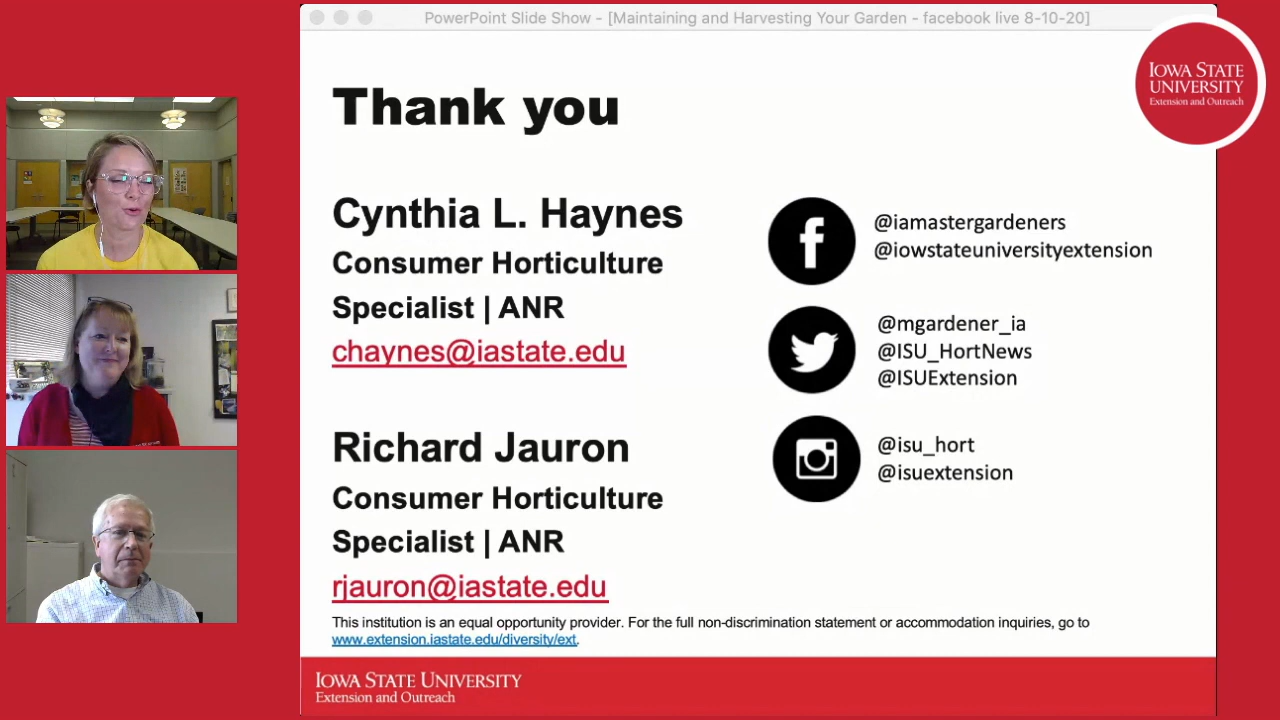 PowerPoint Slide Show - [Maintaining and Harvesting Your Garden - facebook live 8-10-20]
IOWA STATE
UNIVERSITY
Extension and Outreach
Thank you
Cynthia L. Haynes
Consumer Horticulture
Specialist | ANR
chaynes@iastate.edu
Richard Jauron
Consumer Horticulture
Specialist | ANR
rjauron@iastate.edu
@iamastergardeners
@iowstateuniversityextension
@mgardener_ia
@ISU_HortNews
@ISUExtension
@isu_hort
@isuextension
This institution is an equal opportunity provider. For the full non-discrimination statement or accommodation inquiries, go to
www.extension.iastate.edu/diversity/ext.
IOWA STATE UNIVERSITY
Extension and Outreach